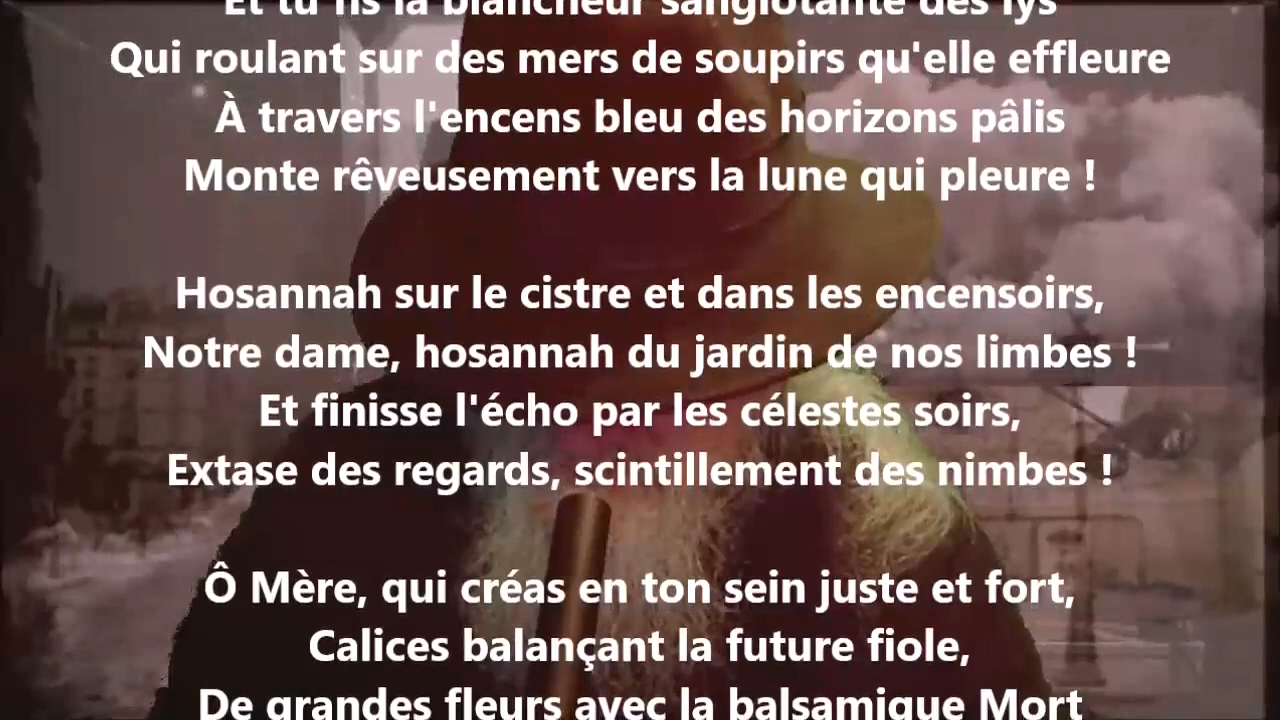 Et tu fis la blancheur sanglotante des lys
Qui roulant sur des mers de soupirs qu'elle effleure
À travers l'encens bleu des horizons pâlis
Monte rêveusement vers la lune qui pleure !
Hosannah sur le cistre et dans les encensoirs,
Notre dame, hosannah du jardin de nos limbes !
Et finisse l'écho par les célestes soirs,
Extase des regards, scintillement des nimbes !
Ô Mère, qui créas en ton sein juste et fort,
Calices balançant la future fiole,
De grandes fleurs avec la balsamique Mort